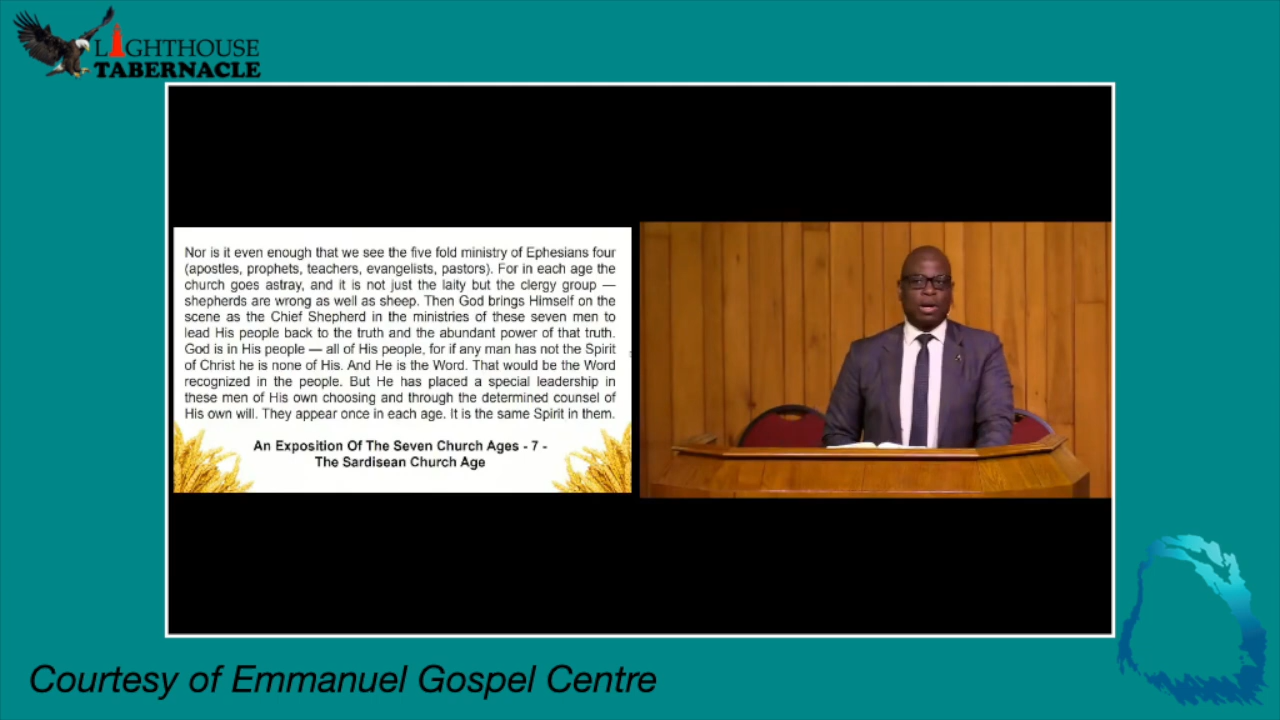 LIGHTHOUSE
TABERNACLE
Nor is it even enough that we see the five fold ministry of Ephesians four
(apostles, prophets, teachers, evangelists, pastors). For in each age the
church goes astray, and it is not just the laity but the clergy group —
shepherds are wrong as well as sheep. Then God brings Himself on the
scene as the Chief Shepherd in the ministries of these seven men to
lead His people back to the truth and the abundant power of that truth.
God is in His people — all of His people, for if any man has not the Spirit
of Christ he is none of His. And He is the Word. That would be the Word
recognized in the people. But He has placed a special leadership in
these men of His own choosing and through the determined counsel of
His own will. They appear once in each age. It is the same Spirit in them.
An Exposition Of The Seven Church Ages - 7 -
The Sardisean Church Age
Courtesy of Emmanuel Gospel Centre